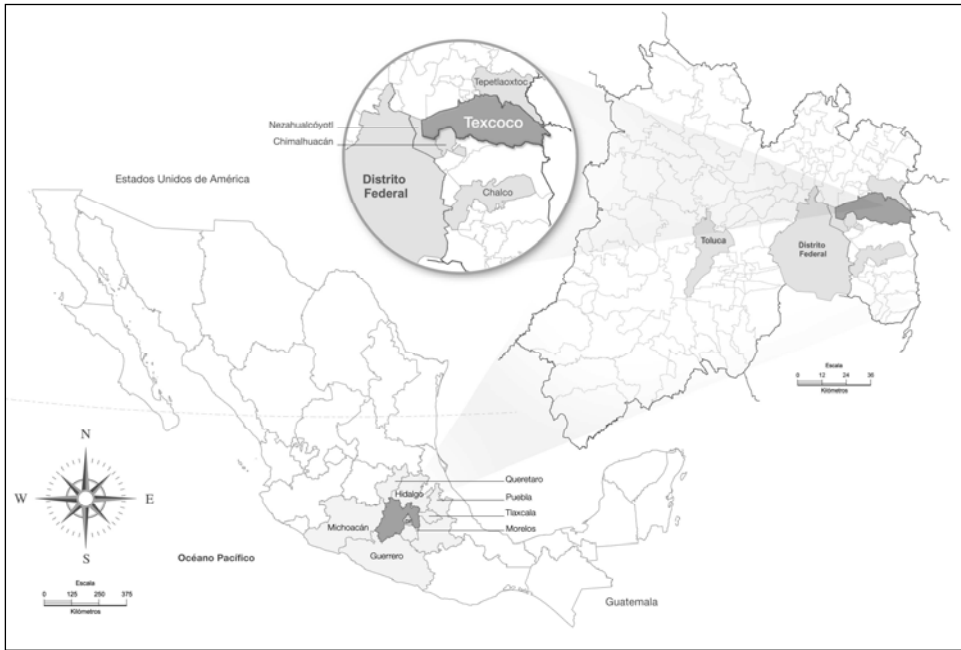 Tepetlaoxtoc
Texcoco
Nezahualcóyotl
Chimalhuacán
Distrito
Federal
Chalco
Estados Unidos de América
Toluca
Distrito
Federal
Escala
0 12 24 36
Kilómetros
N
W E
S
Queretaro
Hidalgo
Puebla
Tlaxcala
Michoacán
Morelos
Guerrero
Océano Pacífico
Guatemala
Escala
0 125 250 375
Kilómetros